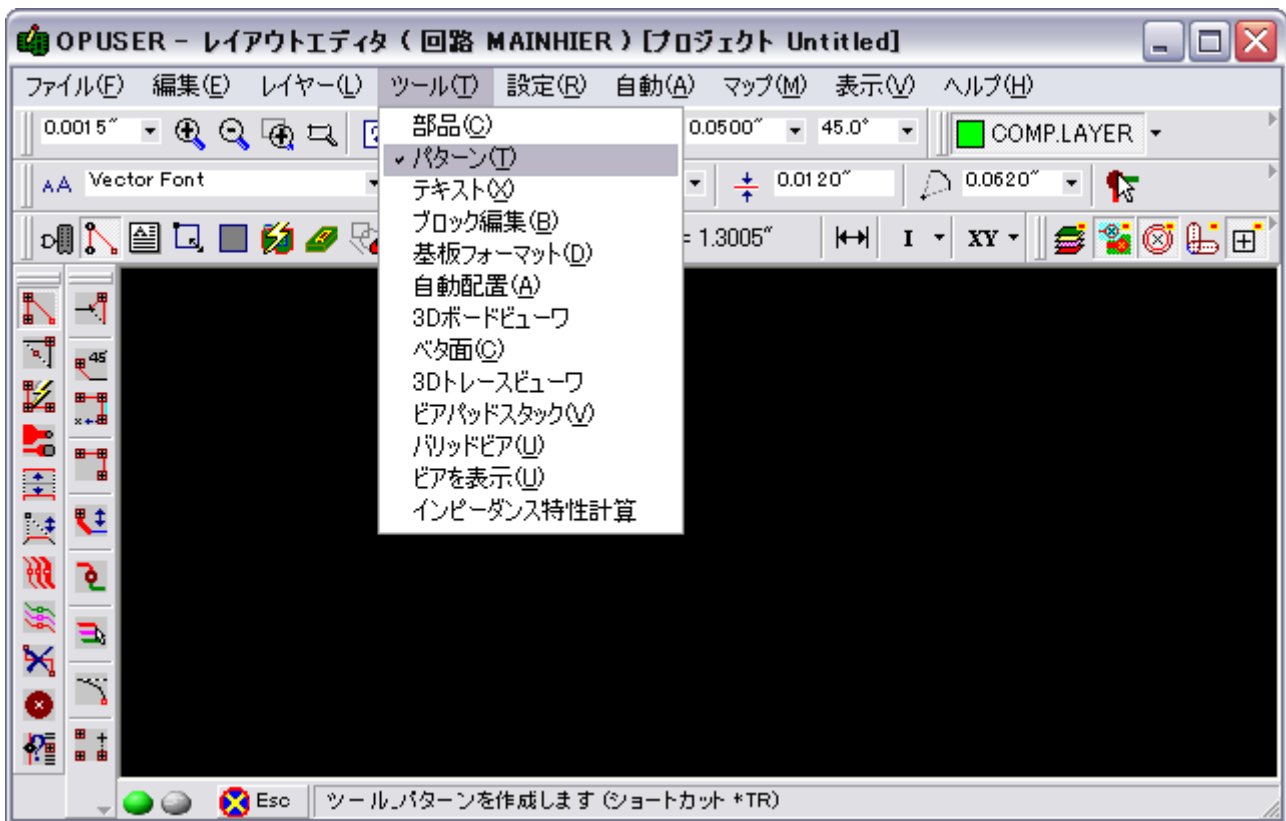 OPUSER - レイアウトエディタ ( 回路 MAINHIER ) [プロジェクト Untitled]
ファイル(F) 編集(E) レイヤー(L) ツール(T) 設定(R) 自動(A) マップ(M) 表示(V) ヘルプ(H)
0.0015″ 0.0500″ 45.0° COMP.LAYER
AA Vector Font 0.0120″ 0.0620″
= 1.3005″ I XY
部品(C)
パターン(T)
テキスト(X)
ブロック編集(B)
基板フォーマット(D)
自動配置(A)
3Dボードビューワ
ベタ面(C)
3Dトレースビューワ
ビアパッドスタック(V)
バリッドビア(U)
ビアを表示(U)
インピーダンス特性計算
45
Esc ツール_パターンを作成します (ショートカット *TR)